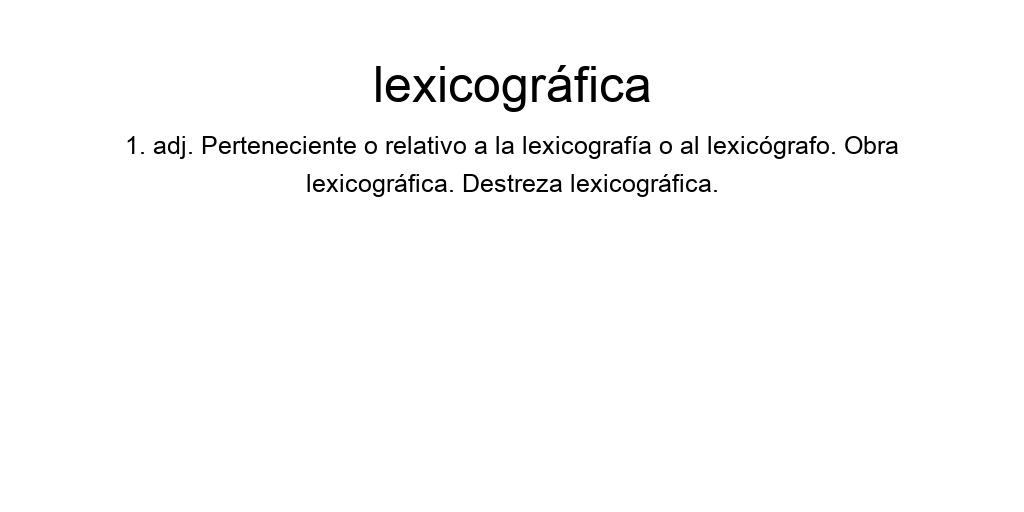 lexicográfica
1. adj. Perteneciente o relativo a la lexicografía o al lexicógrafo. Obra
lexicográfica. Destreza lexicográfica.